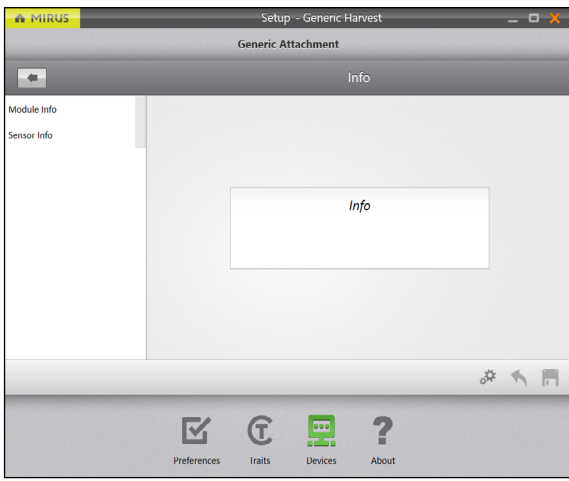 MIRUS
Setup - Generic Harvest
Generic Attachment
Info
Module Info
Sensor Info
Info
Preferences
Traits
Devices
About